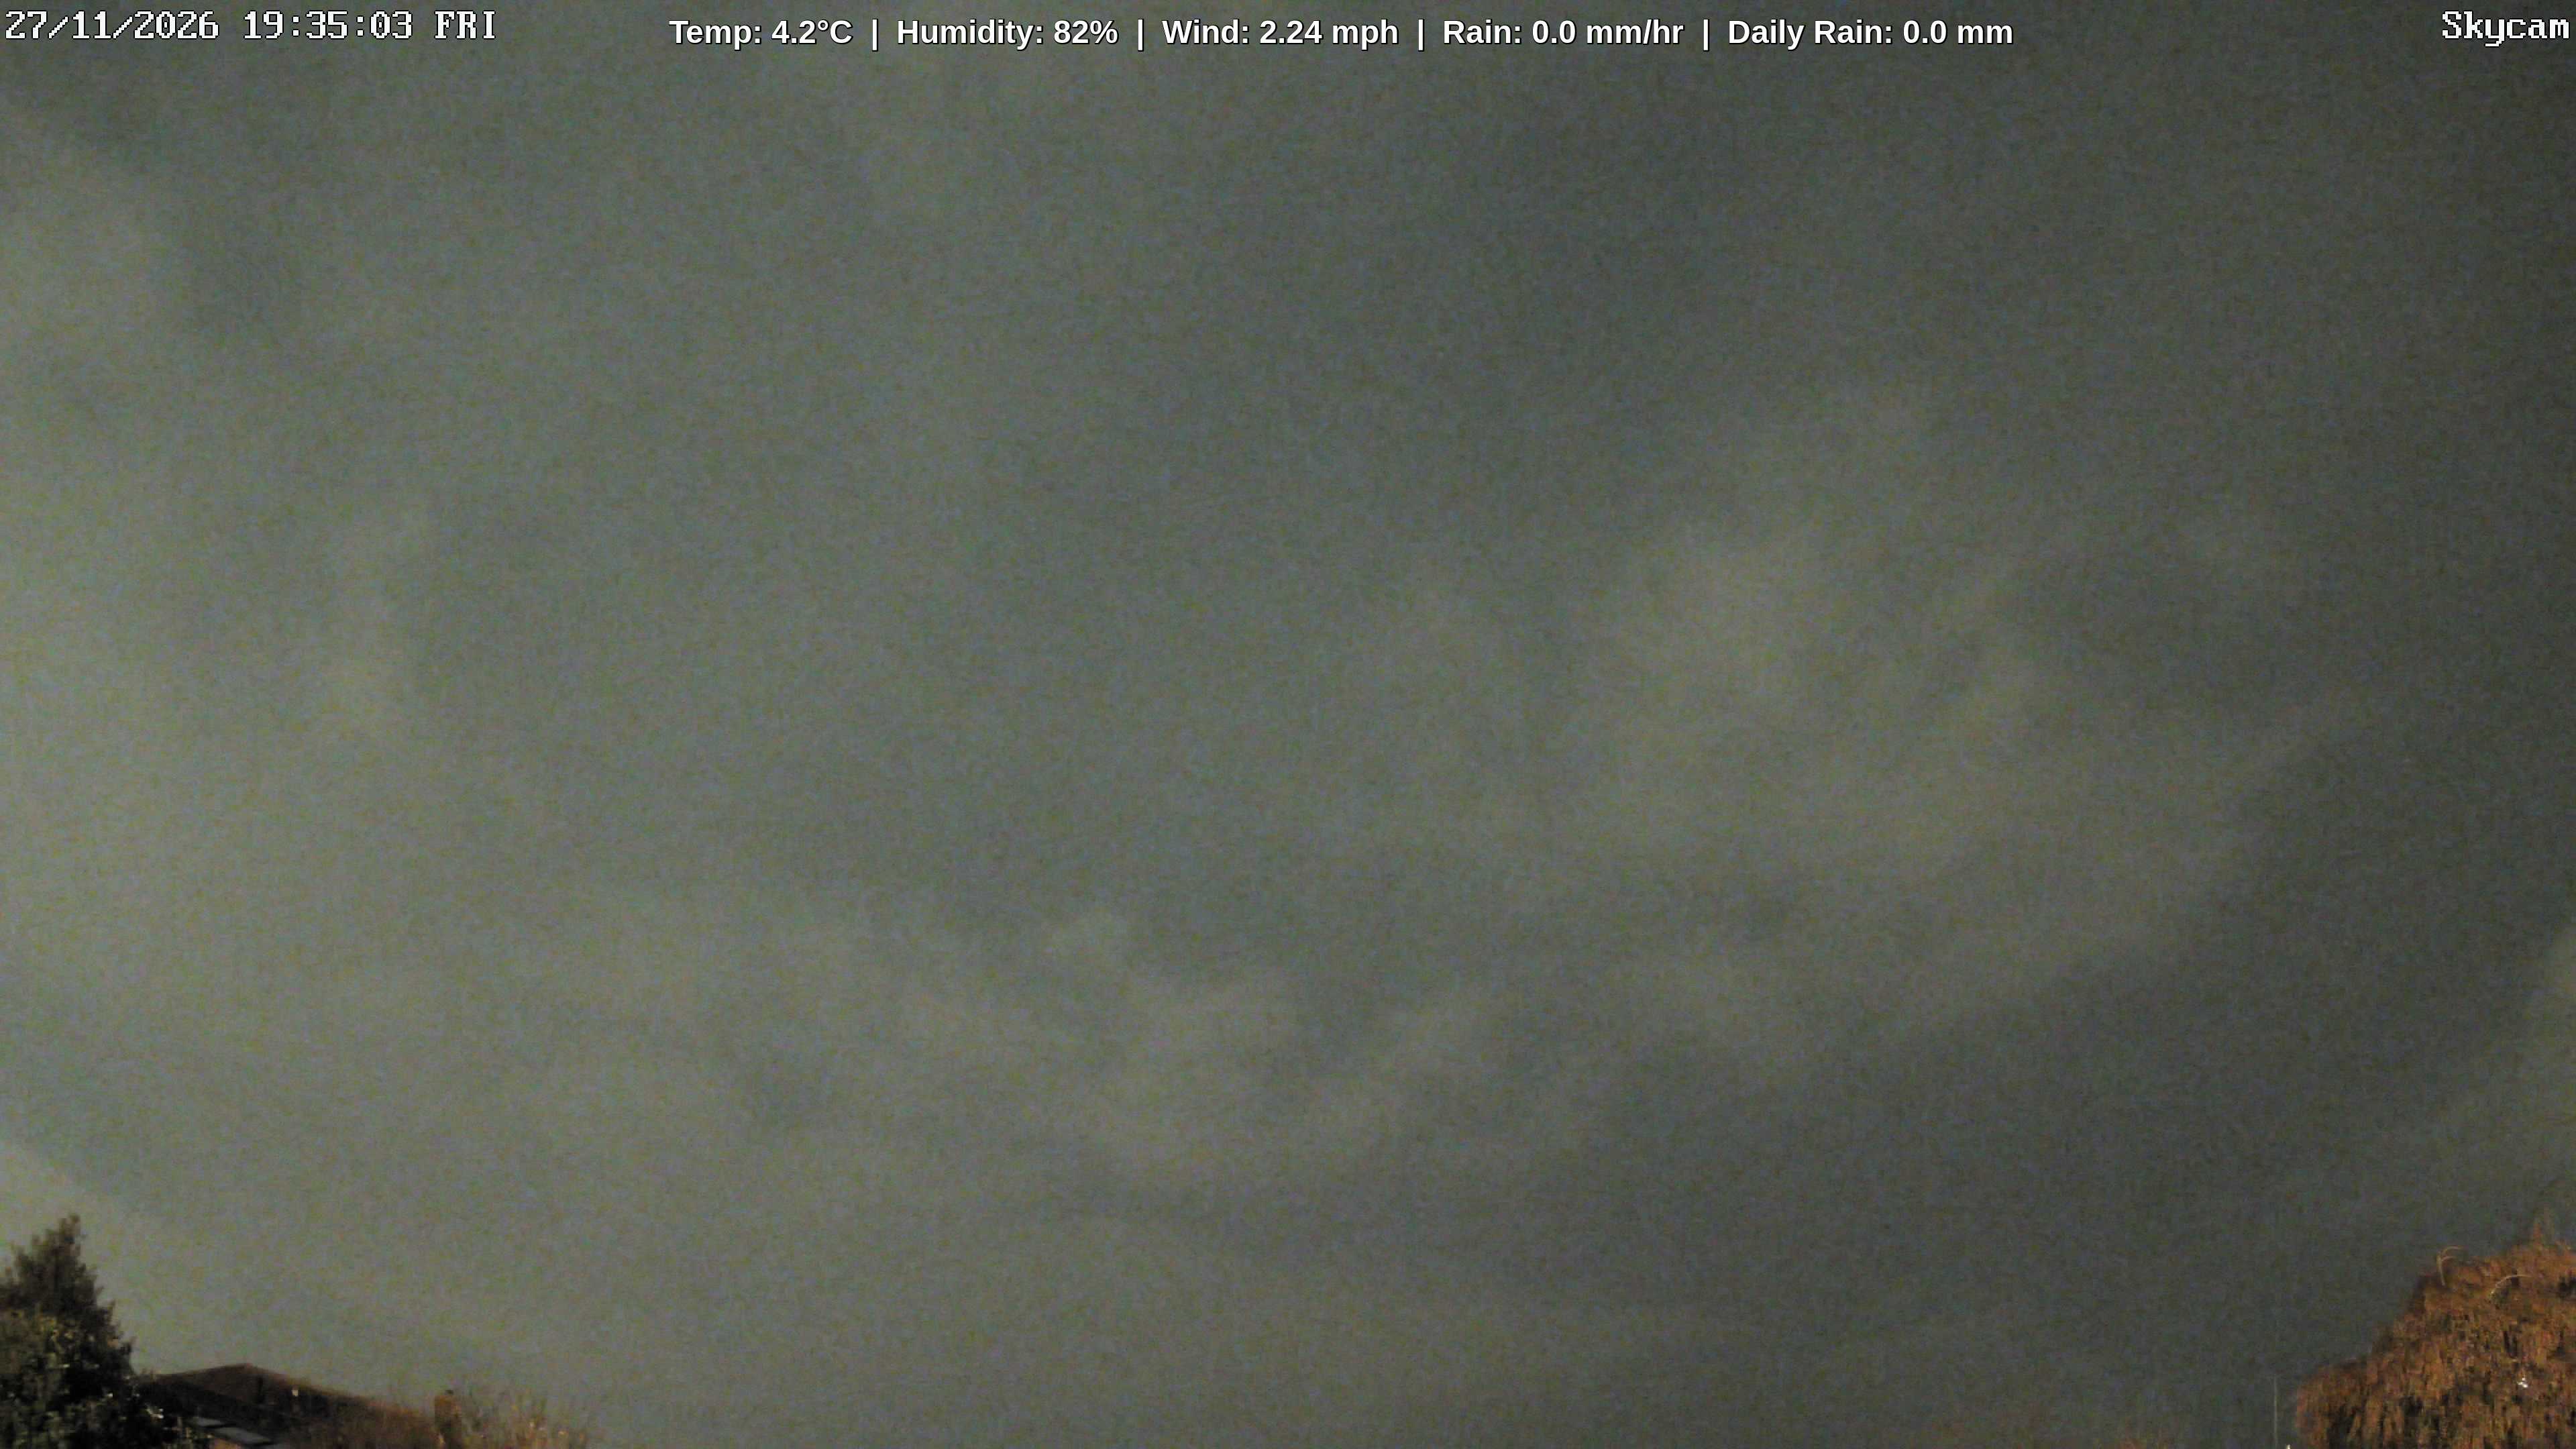 27/11/2026 19:35:03 FRI
Temp: 4.2°C | Humidity: 82% | Wind: 2.24 mph | Rain: 0.0 mm/hr | Daily Rain: 0.0 mm
Skycam